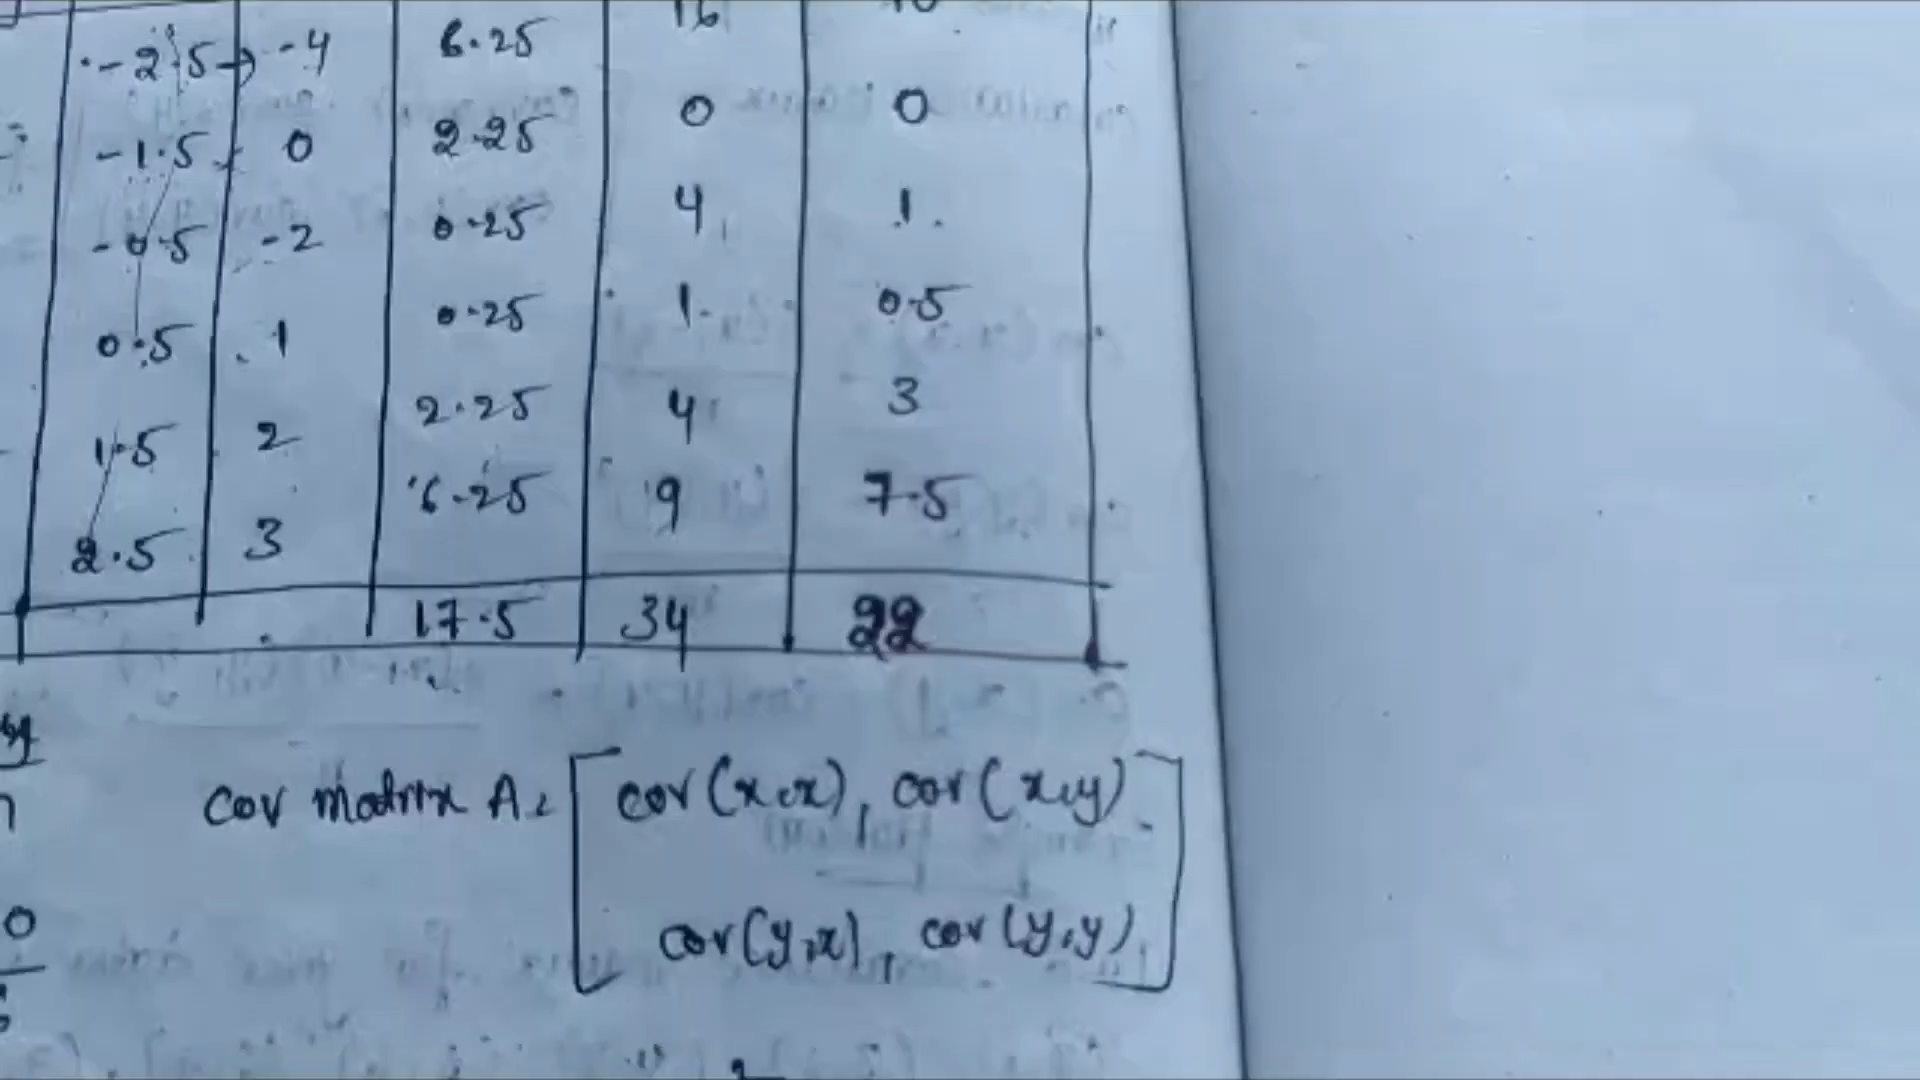 -2.5 -4 6.25 16 10
-1.5 0 2.25 0 0
-0.5 -2 0.25 4 1
0.5 1 0.25 1 0.5
1.5 2 2.25 4 3
2.5 3 6.25 9 7.5
17.5 34 22
cov matrix A = cov(x,x), cov(x,y)
cov(y,x), cov(y,y)